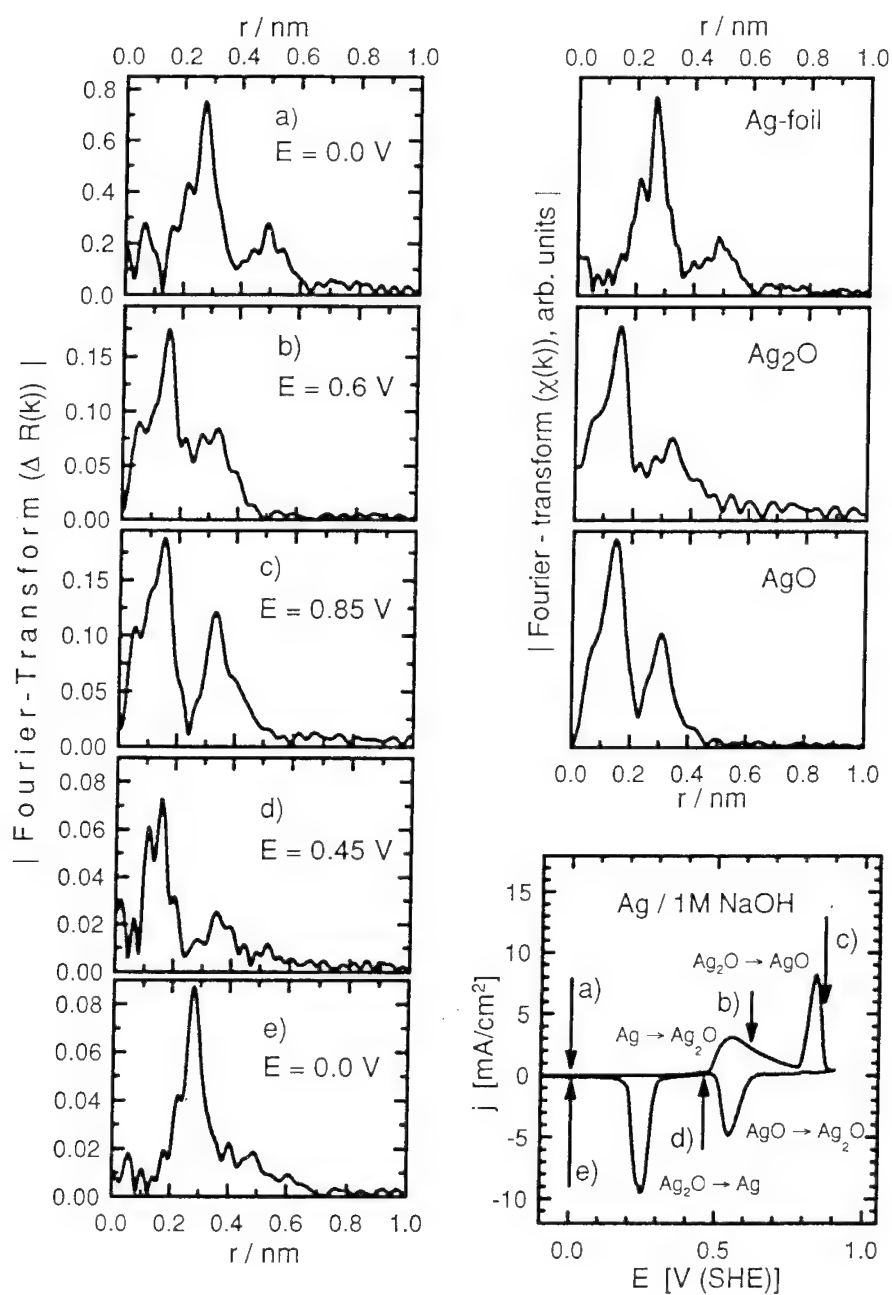 r / nm
0.0 0.2 0.4 0.6 0.8 1.0
0.8
0.6
0.4
0.2
0.0
a)
E = 0.0 V
0.15
0.10
0.05
0.00
b)
E = 0.6 V
0.15
0.10
0.05
0.00
c)
E = 0.85 V
0.08
0.06
0.04
0.02
0.00
d)
E = 0.45 V
0.08
0.06
0.04
0.02
0.00
e)
E = 0.0 V
0.0 0.2 0.4 0.6 0.8 1.0
r / nm
| Fourier-Transform (Δ R(k)) |
r / nm
0.0 0.2 0.4 0.6 0.8 1.0
Ag-foil
Ag₂O
AgO
0.0 0.2 0.4 0.6 0.8 1.0
r / nm
| Fourier - transform (χ(k)), arb. units |
Ag / 1M NaOH
15
10
5
0
-5
-10
j [mA/cm²]
a)
b)
c)
d)
e)
Ag₂O → AgO
Ag → Ag₂O
AgO → Ag₂O
Ag₂O → Ag
0.0 0.5 1.0
E [V (SHE)]